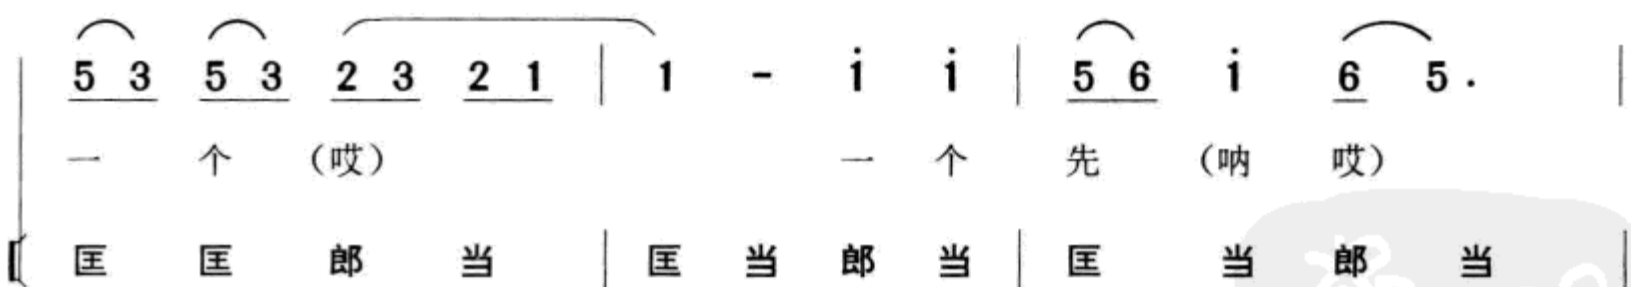 5 3 5 3 2 3 2 1 | 1 - i i | 5 6 i 6 5. |
一 个 (哎) 一 个 先 (呐 哎)
匡 匡 郎 当 | 匡 当 郎 当 | 匡 当 郎 当 |